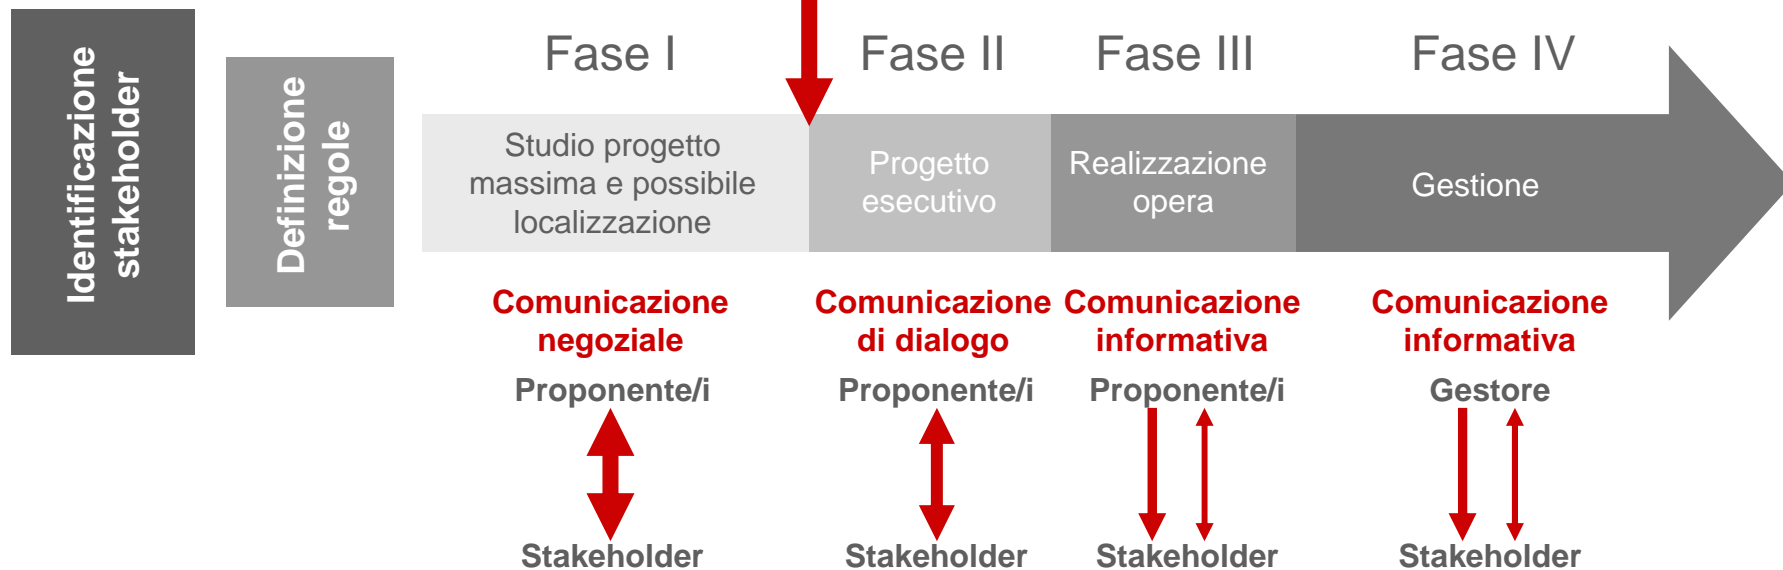 Identificazione
stakeholder
Definizione
regole
Fase I
Fase II
Fase III
Fase IV
Studio progetto
massima e possibile
localizzazione
Progetto
esecutivo
Realizzazione
opera
Gestione
Comunicazione
negoziale
Comunicazione
di dialogo
Comunicazione
informativa
Comunicazione
informativa
Proponente/i
Proponente/i
Proponente/i
Gestore
Stakeholder
Stakeholder
Stakeholder
Stakeholder